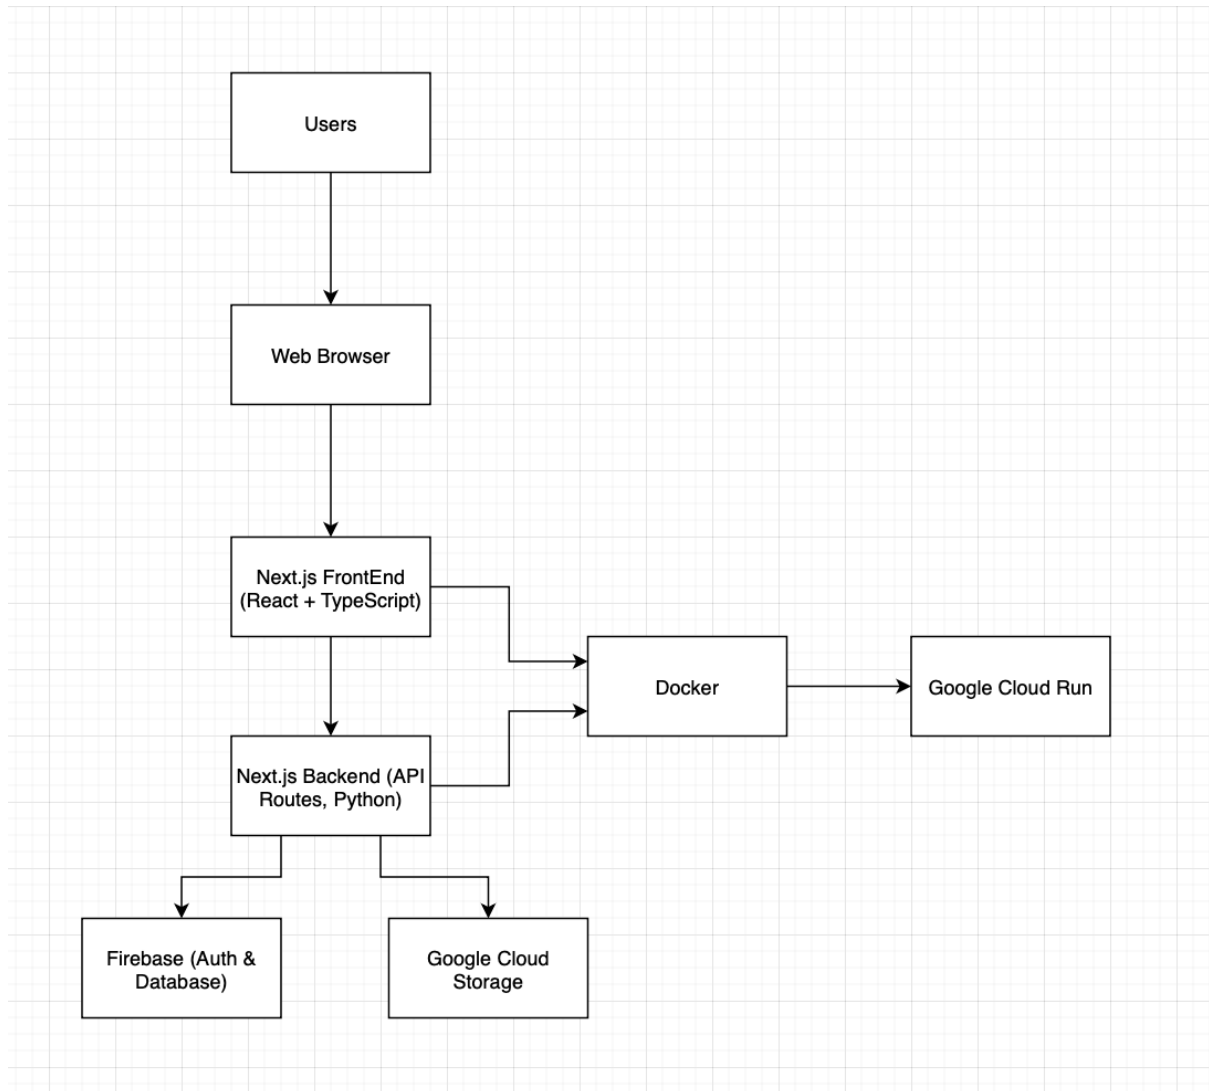 Users
Web Browser
Next.js FrontEnd
(React + TypeScript)
Docker
Google Cloud Run
Next.js Backend (API
Routes, Python)
Firebase (Auth &
Database)
Google Cloud
Storage